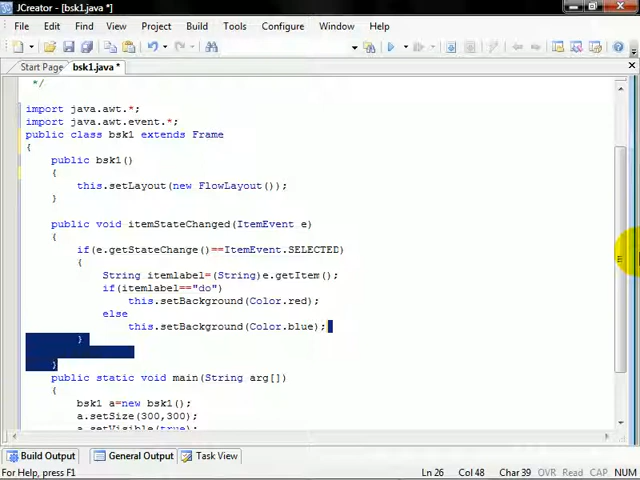 JCreator - [bsk1.java *]
File Edit View Project Build Tools Configure Window Help
Start Page bsk1.java *
*/
import java.awt.*;
import java.awt.event.*;
public class bsk1 extends Frame
{
public bsk1()
{
this.setLayout(new FlowLayout());
}
public void itemStateChanged(ItemEvent e)
{
if(e.getStateChange()==ItemEvent.SELECTED)
{
String itemlabel=(String)e.getItem();
if(itemlabel=="do")
this.setBackground(Color.red);
else
this.setBackground(Color.blue);
}
}
public static void main(String arg[])
{
bsk1 a=new bsk1();
a.setSize(300,300);
a.setVisible(true);
Build Output General Output Task View
For Help, press F1 Ln 26 Col 48 Char 39 OVR Read CAP NUM